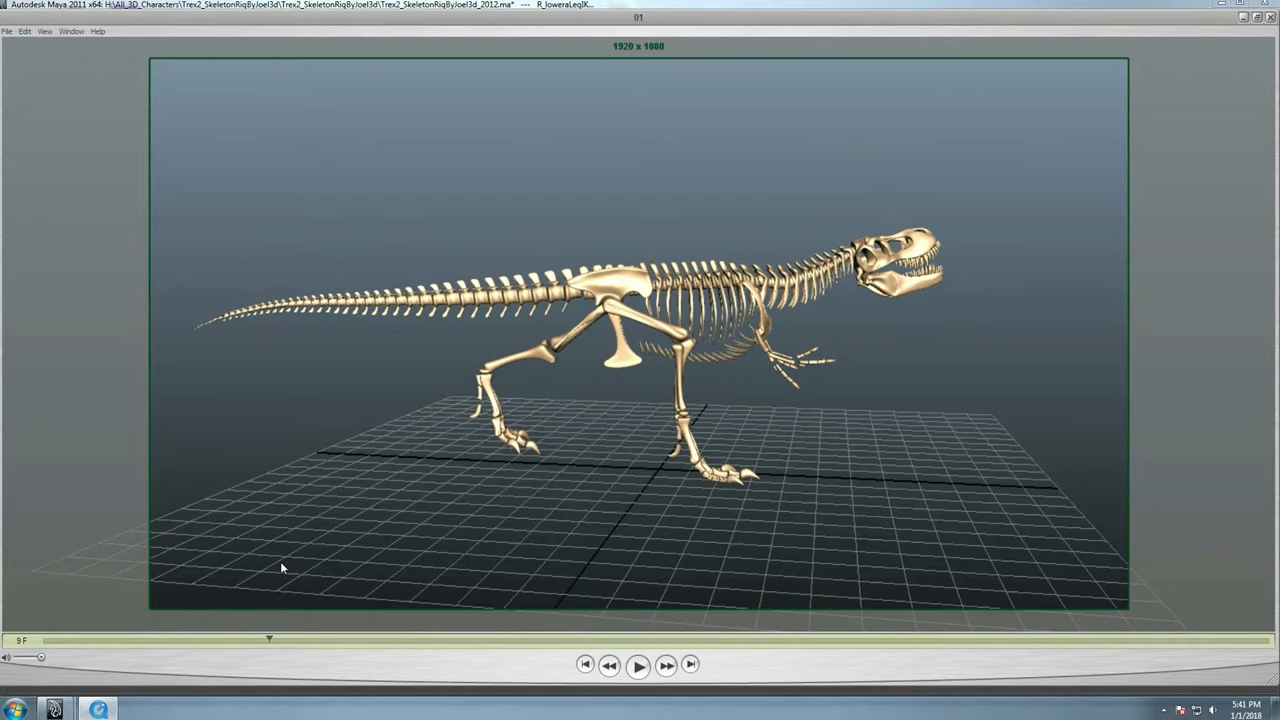 Autodesk Maya 2011 x64: H:\All_3D_Characters\Trex2_SkeletonRigByJoel3d\Trex2_SkeletonRigByJoel3d\Trex2_SkeletonRigByJoel3d_2012.ma* --- R_loweraLegIK...
01
File Edit View Window Help
1920 x 1080
9 F
5:41 PM
1/1/2018